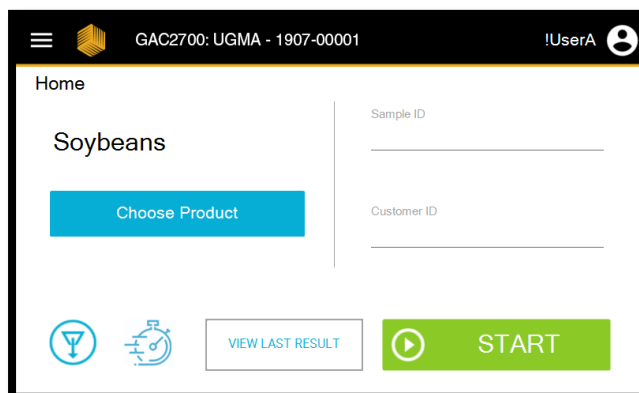 GAC2700: UGMA - 1907-00001
!UserA
Home
Soybeans
Choose Product
Sample ID
Customer ID
VIEW LAST RESULT
START